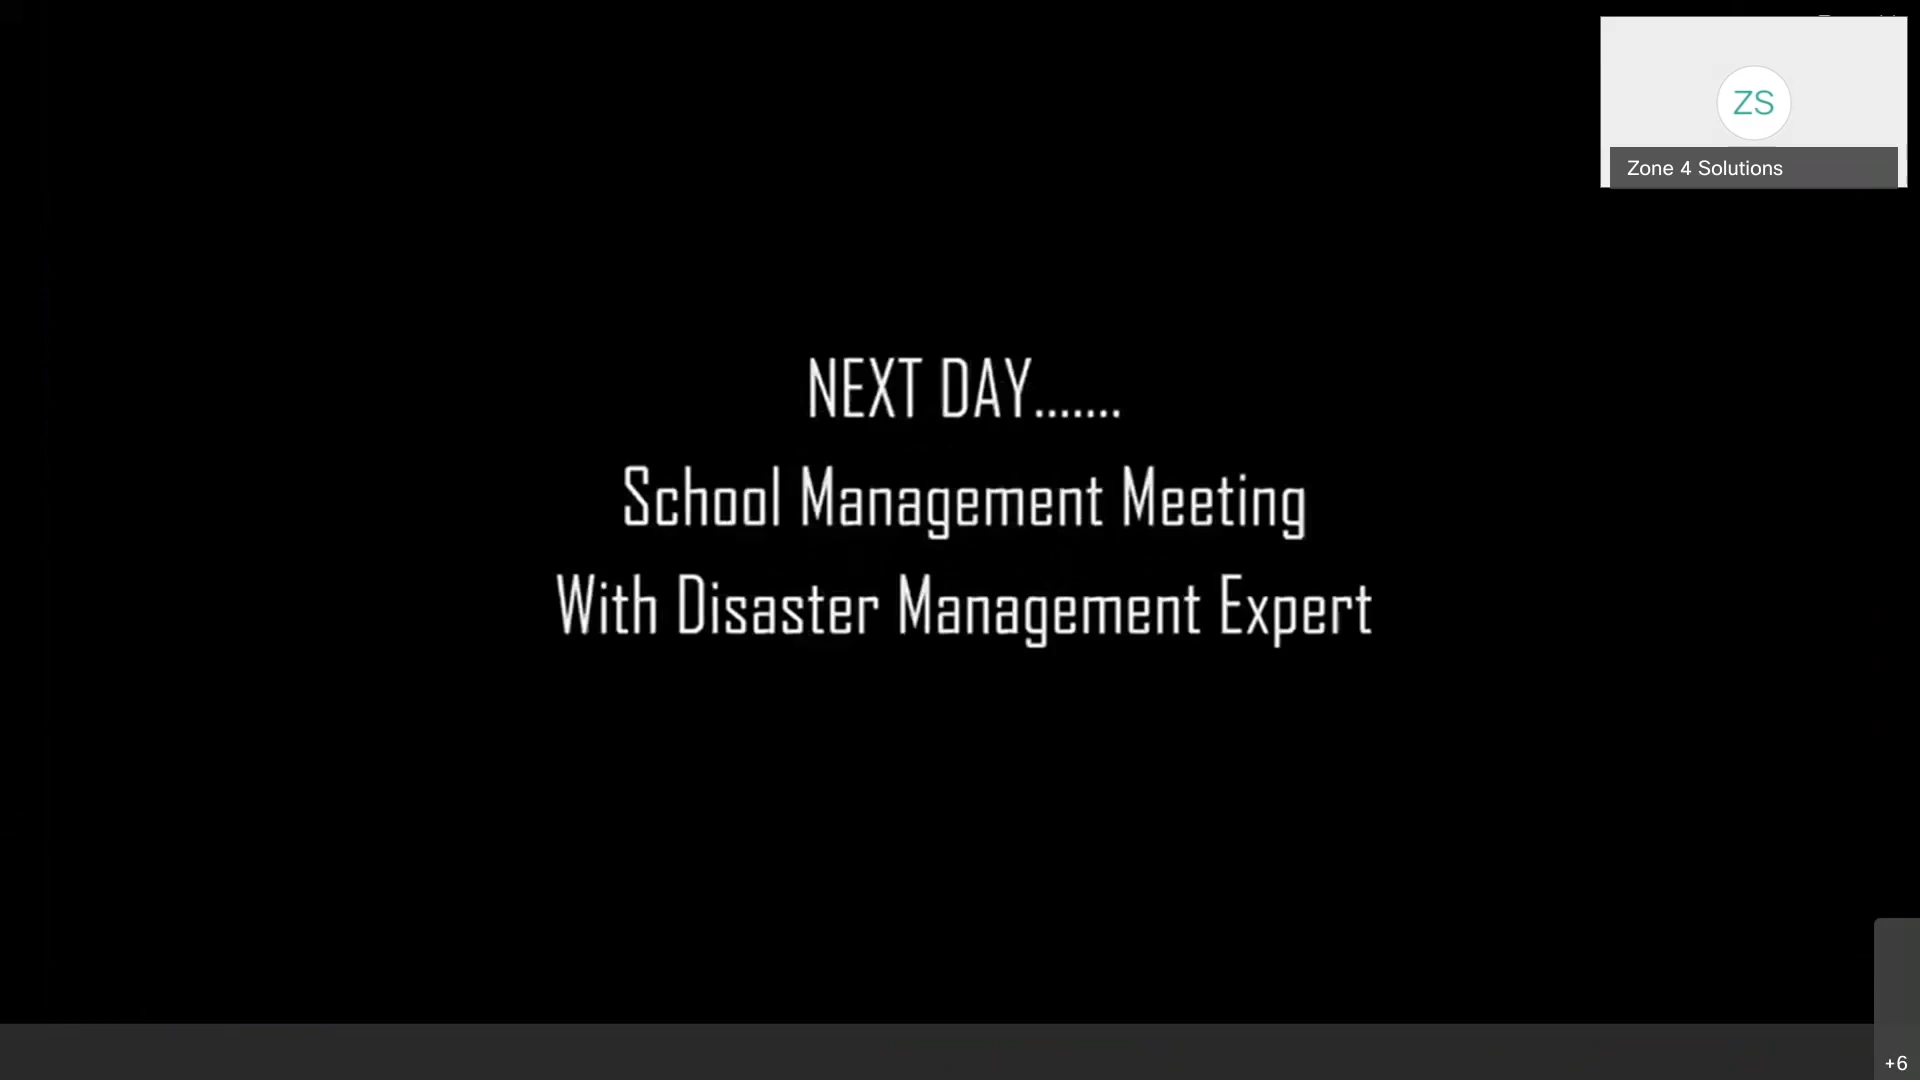 ZS
Zone 4 Solutions
NEXT DAY.......
School Management Meeting
With Disaster Management Expert
+6